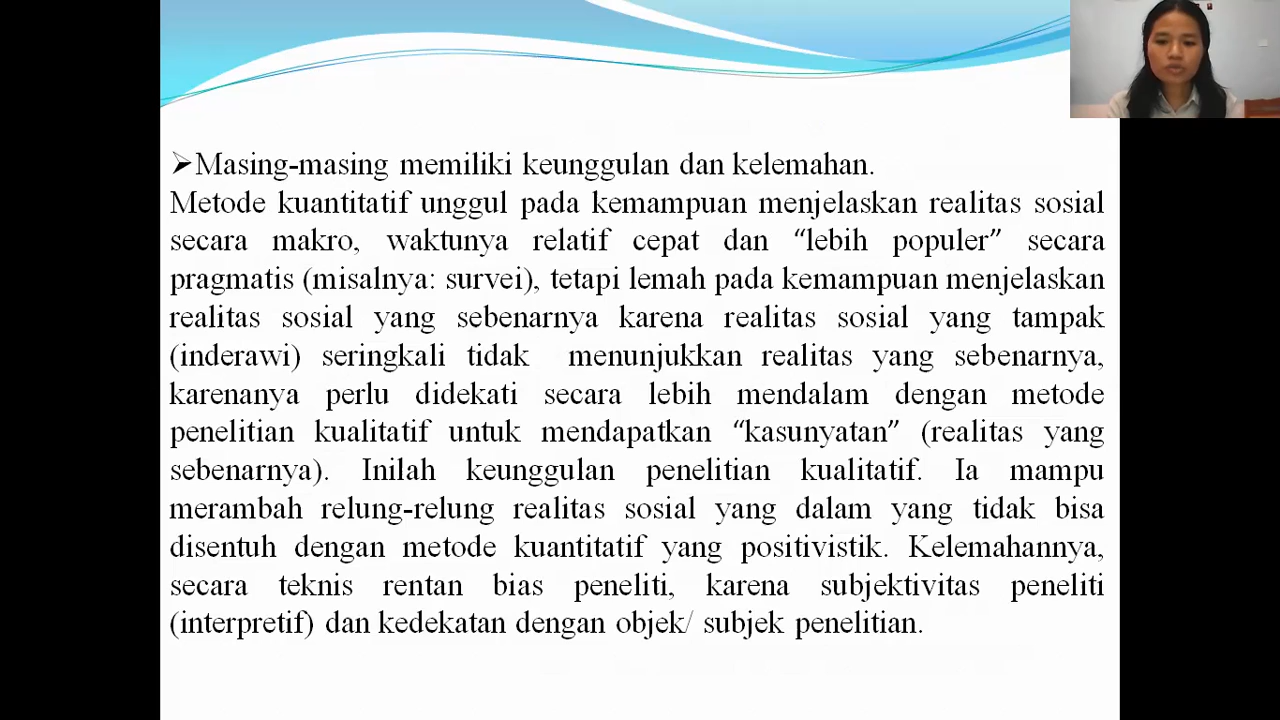 ➢Masing-masing memiliki keunggulan dan kelemahan.
Metode kuantitatif unggul pada kemampuan menjelaskan realitas sosial
secara makro, waktunya relatif cepat dan “lebih populer” secara
pragmatis (misalnya: survei), tetapi lemah pada kemampuan menjelaskan
realitas sosial yang sebenarnya karena realitas sosial yang tampak
(inderawi) seringkali tidak menunjukkan realitas yang sebenarnya,
karenanya perlu didekati secara lebih mendalam dengan metode
penelitian kualitatif untuk mendapatkan “kasunyatan” (realitas yang
sebenarnya). Inilah keunggulan penelitian kualitatif. Ia mampu
merambah relung-relung realitas sosial yang dalam yang tidak bisa
disentuh dengan metode kuantitatif yang positivistik. Kelemahannya,
secara teknis rentan bias peneliti, karena subjektivitas peneliti
(interpretif) dan kedekatan dengan objek/ subjek penelitian.